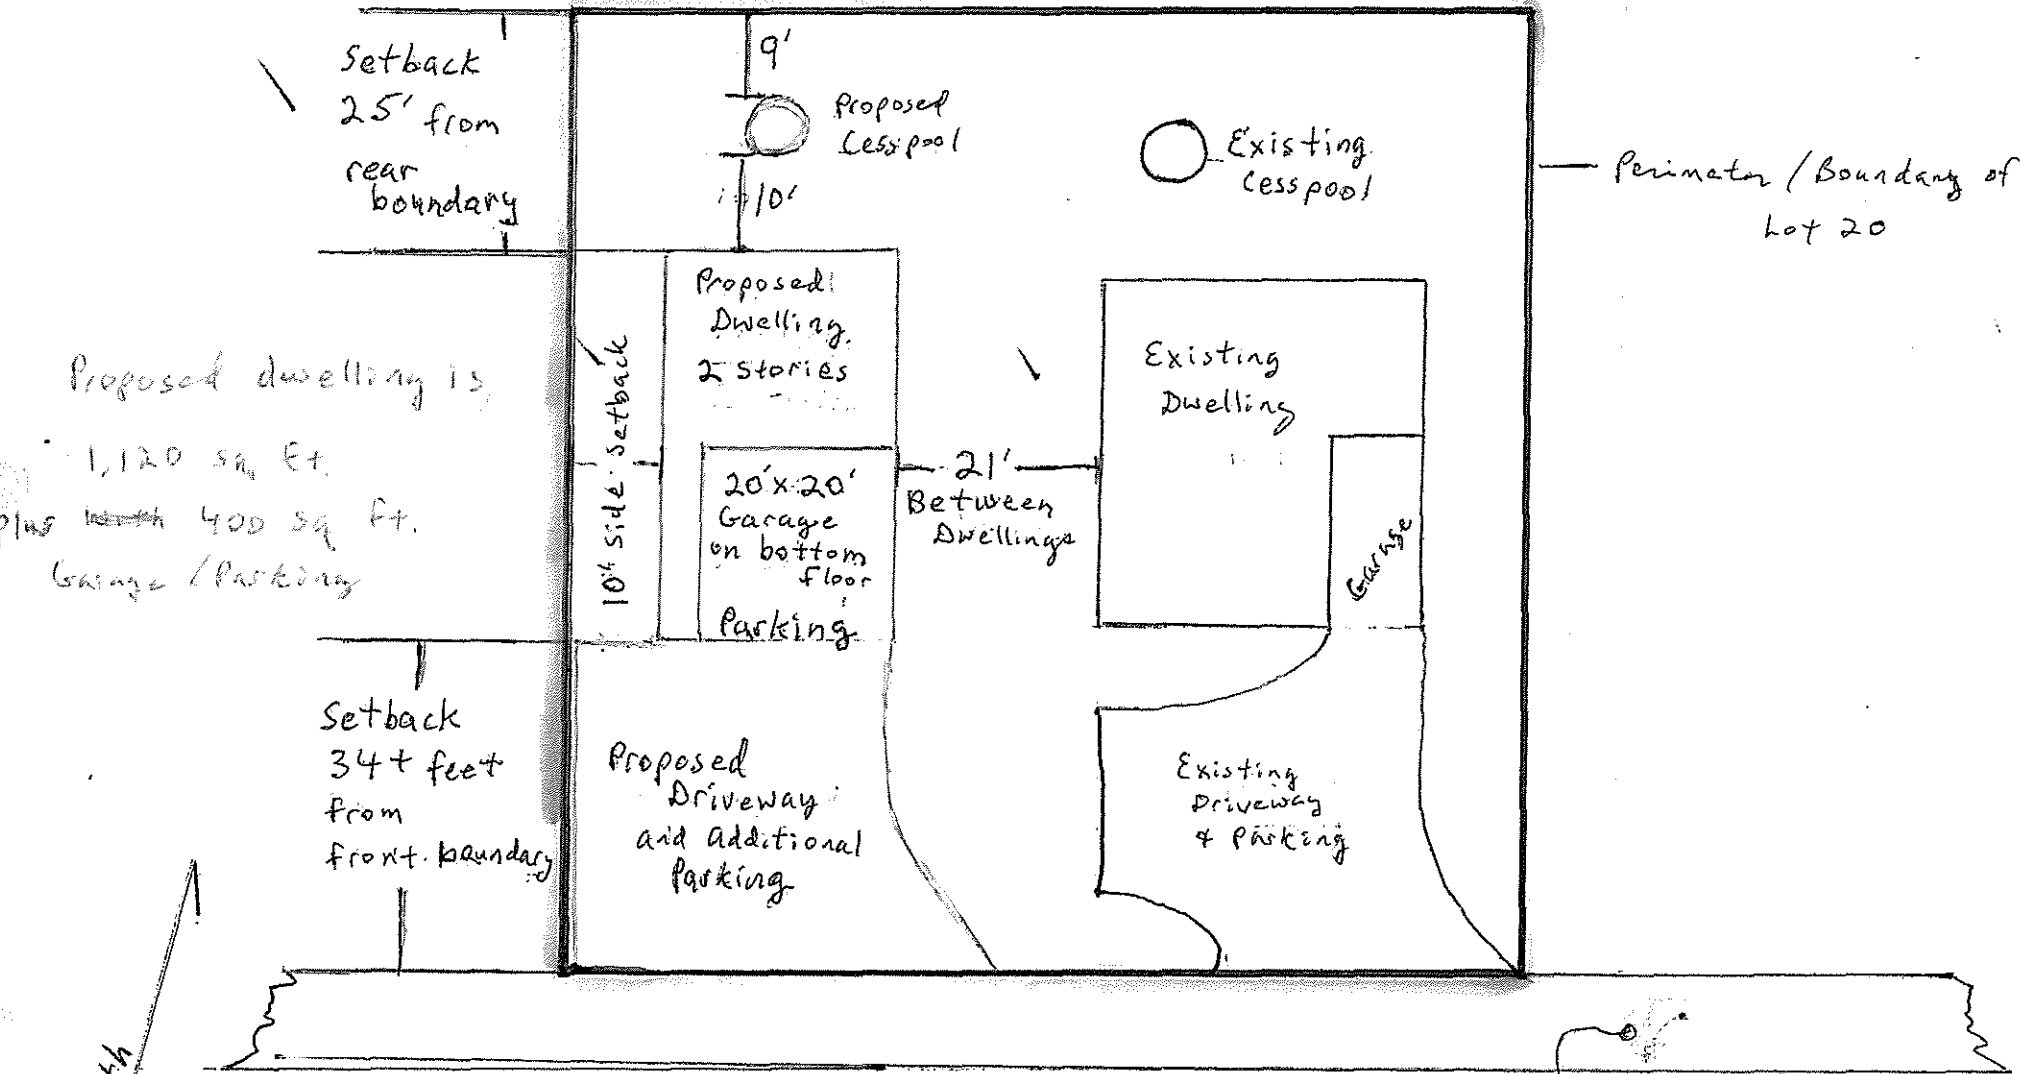 Setback
25' from
rear
boundary
9'
Proposed
Cesspool
10'
Existing
Cesspool
Perimeter / Boundary of
Lot 20
Proposed
Dwelling
2 Stories
10' side setback
20' x 20'
Garage
on bottom
floor
Parking
21'
Between
Dwellings
Existing
Dwelling
Garage
Proposed dwelling is
1,120 sq ft.
plus 400 sq ft.
Garage / Parking
Setback
34+ feet
from
front boundary
Proposed
Driveway
and additional
Parking
Existing
Driveway
& Parking